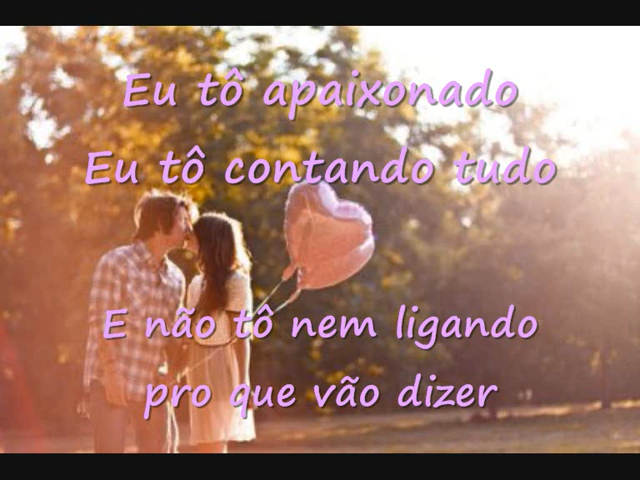 Eu tô apaixonado
Eu tô contando tudo
E não tô nem ligando
pro que vão dizer